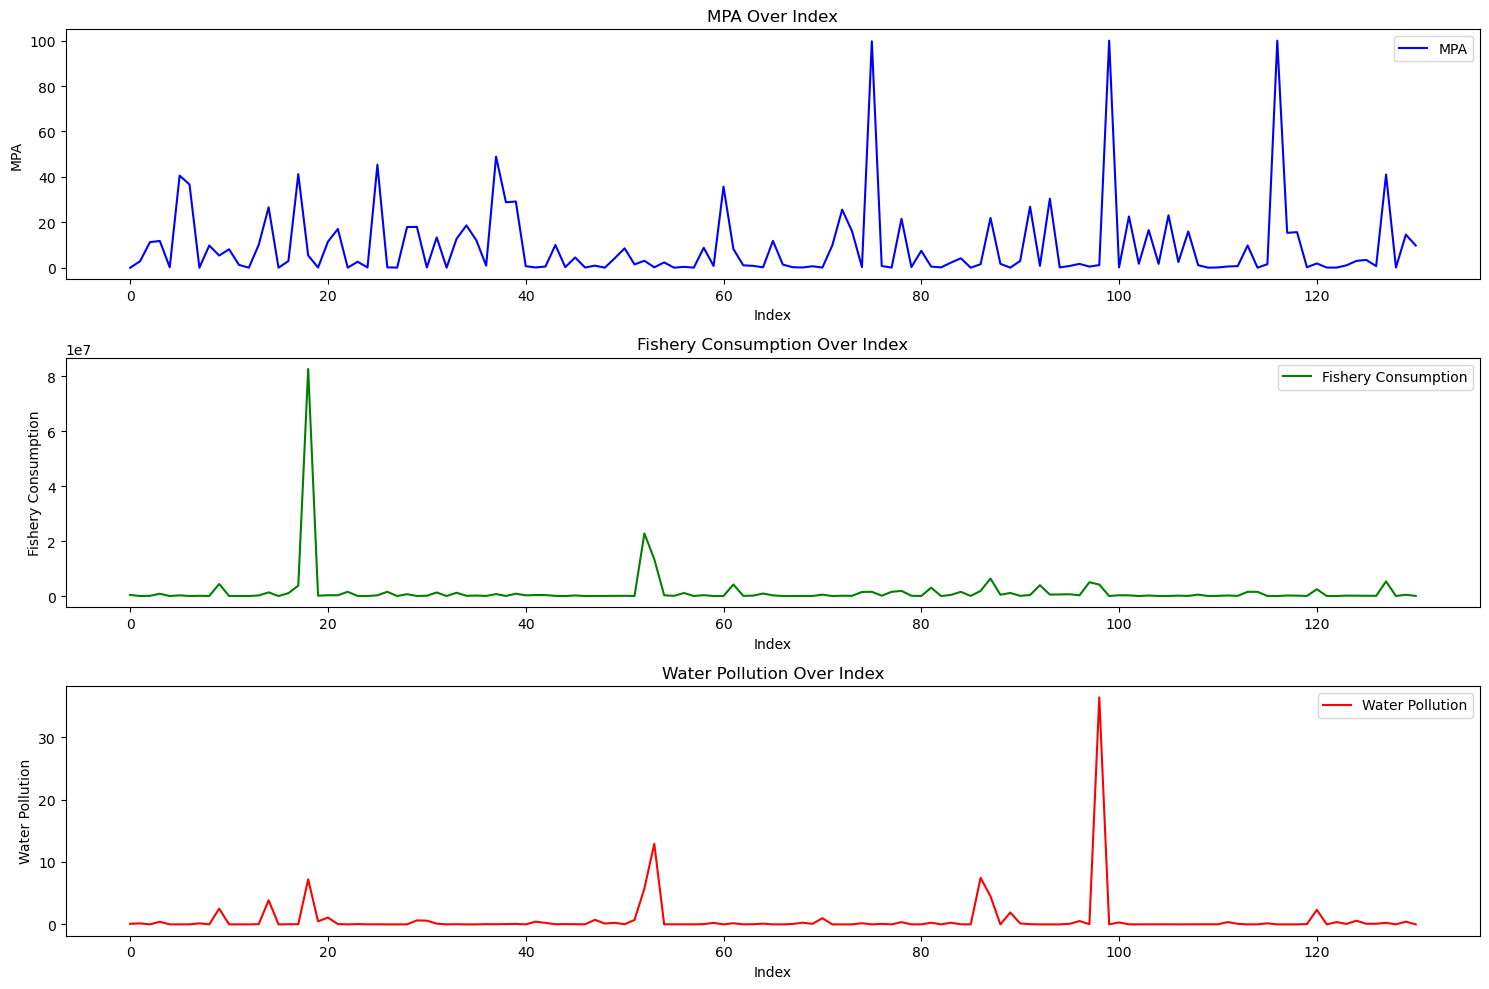 MPA Over Index
MPA
100
80
60
40
20
0
MPA
0 20 40 60 80 100 120
Index
Fishery Consumption Over Index
1e7
Fishery Consumption
8
6
4
2
0
Fishery Consumption
0 20 40 60 80 100 120
Index
Water Pollution Over Index
Water Pollution
30
20
10
0
Water Pollution
0 20 40 60 80 100 120
Index